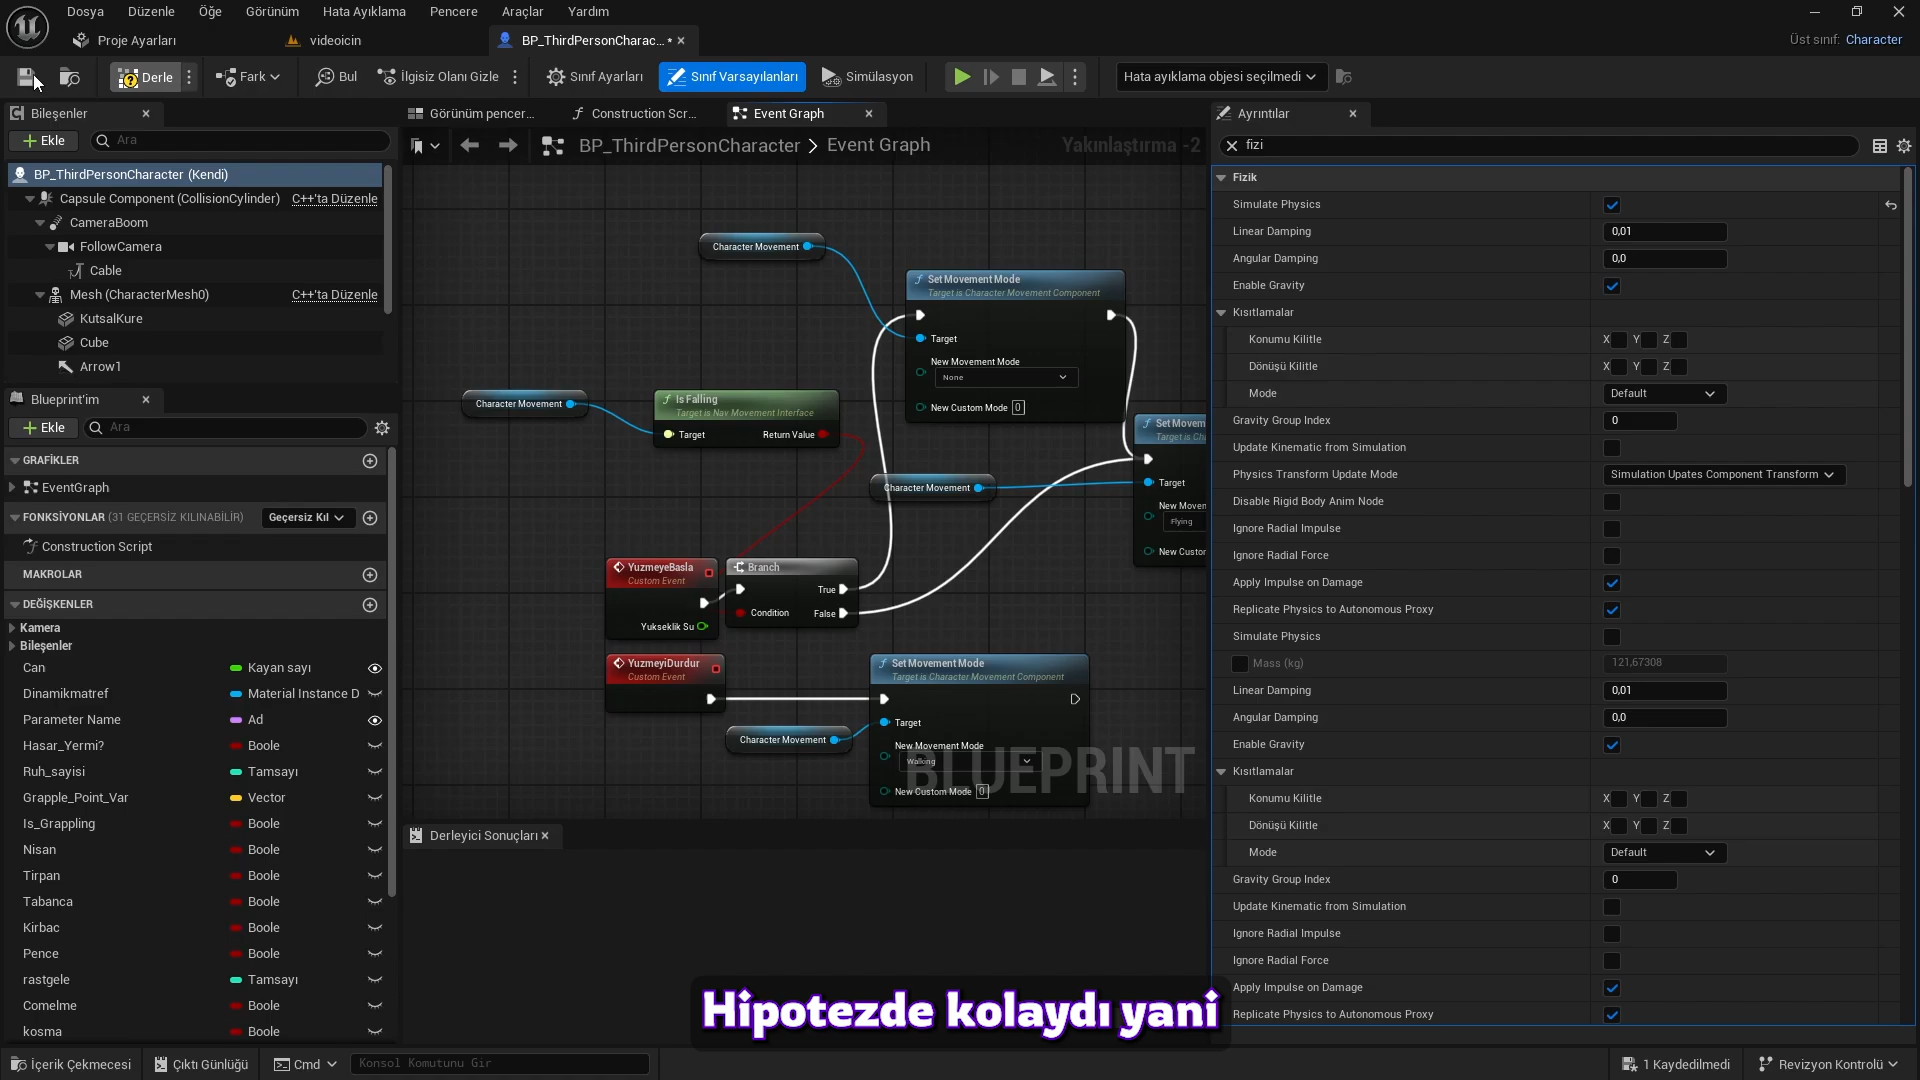 Dosya Düzenle Öğe Görünüm Hata Ayıklama Pencere Araçlar Yardım
Proje Ayarları videoicin BP_ThirdPersonCharac... •
Üst sınıf: Character
Derle Fark Bul İlgisiz Olanı Gizle Sınıf Ayarları Sınıf Varsayılanları Simülasyon Hata ayıklama objesi seçilmedi
Bileşenler
Ekle Ara
BP_ThirdPersonCharacter (Kendi)
Capsule Component (CollisionCylinder) C++'ta Düzenle
CameraBoom
FollowCamera
Cable
Mesh (CharacterMesh0) C++'ta Düzenle
KutsalKure
Cube
Arrow1
Blueprint'im
Ekle Ara
GRAFİKLER
EventGraph
FONKSİYONLAR (31 GEÇERSİZ KILINABİLİR) Geçersiz Kıl
Construction Script
MAKROLAR
DEĞİŞKENLER
Kamera
Bileşenler
Can Kayan sayı
Dinamikmatref Material Instance D
Parameter Name Ad
Hasar_Yermi? Boole
Ruh_sayisi Tamsayı
Grapple_Point_Var Vector
Is_Grappling Boole
Nisan Boole
Tirpan Boole
Tabanca Boole
Kirbac Boole
Pence Boole
rastgele Tamsayı
Comelme Boole
kosma Boole
Görünüm pencer... Construction Scr... Event Graph
BP_ThirdPersonCharacter > Event Graph Yakınlaştırma -2
Character Movement
Set Movement Mode
Target is Character Movement Component
Target
New Movement Mode
None
New Custom Mode 0
Character Movement
Is Falling
Target is Nav Movement Interface
Target Return Value
Set Movem
Target is Cha
Target
New Movem
Flying
New Custo
Character Movement
YuzmeyeBasla
Custom Event
Yukseklik Su
Branch
True
Condition False
YuzmeyiDurdur
Custom Event
Set Movement Mode
Target is Character Movement Component
Target
New Movement Mode
Walking
New Custom Mode 0
Character Movement
BLUEPRINT
Derleyici Sonuçları
Ayrıntılar
fizi
Fizik
Simulate Physics
Linear Damping 0,01
Angular Damping 0,0
Enable Gravity
Kısıtlamalar
Konumu Kilitle X Y Z
Dönüşü Kilitle X Y Z
Mode Default
Gravity Group Index 0
Update Kinematic from Simulation
Physics Transform Update Mode Simulation Upates Component Transform
Disable Rigid Body Anim Node
Ignore Radial Impulse
Ignore Radial Force
Apply Impulse on Damage
Replicate Physics to Autonomous Proxy
Simulate Physics
Mass (kg) 121,67308
Linear Damping 0,01
Angular Damping 0,0
Enable Gravity
Kısıtlamalar
Konumu Kilitle X Y Z
Dönüşü Kilitle X Y Z
Mode Default
Gravity Group Index 0
Update Kinematic from Simulation
Ignore Radial Impulse
Ignore Radial Force
Apply Impulse on Damage
Replicate Physics to Autonomous Proxy
Hipotezde kolaydı yani
İçerik Çekmecesi Çıktı Günlüğü Cmd Konsol Komutunu Gir 1 Kaydedilmedi Revizyon Kontrolü